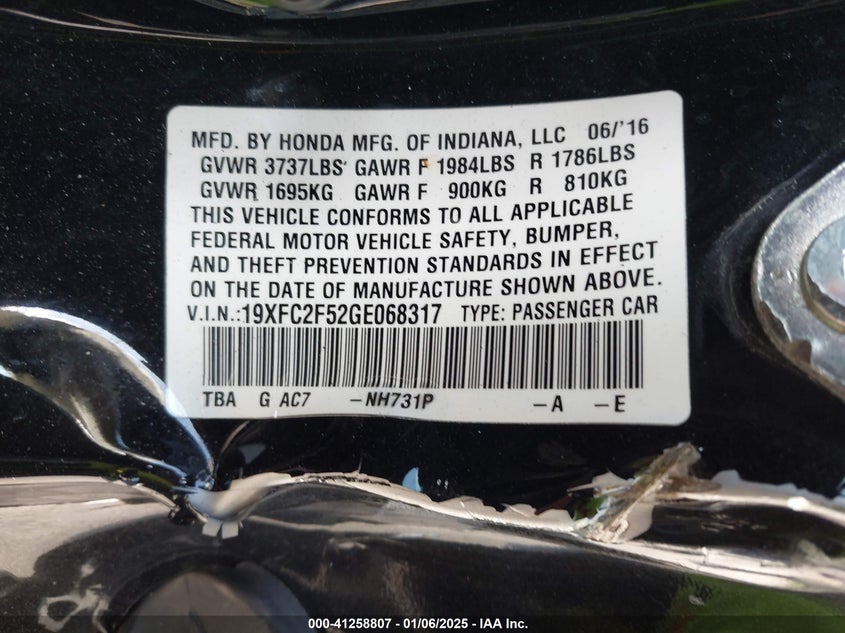 MFD. BY HONDA MFG. OF INDIANA, LLC 06/'16
GVWR 3737LBS GAWR F 1984LBS R 1786LBS
GVWR 1695KG GAWR F 900KG R 810KG
THIS VEHICLE CONFORMS TO ALL APPLICABLE
FEDERAL MOTOR VEHICLE SAFETY, BUMPER,
AND THEFT PREVENTION STANDARDS IN EFFECT
ON THE DATE OF MANUFACTURE SHOWN ABOVE.
V.I.N.:19XFC2F52GE068317 TYPE: PASSENGER CAR
TBA G AC7 -NH731P -A -E
000-41258807 - 01/06/2025 - IAA Inc.